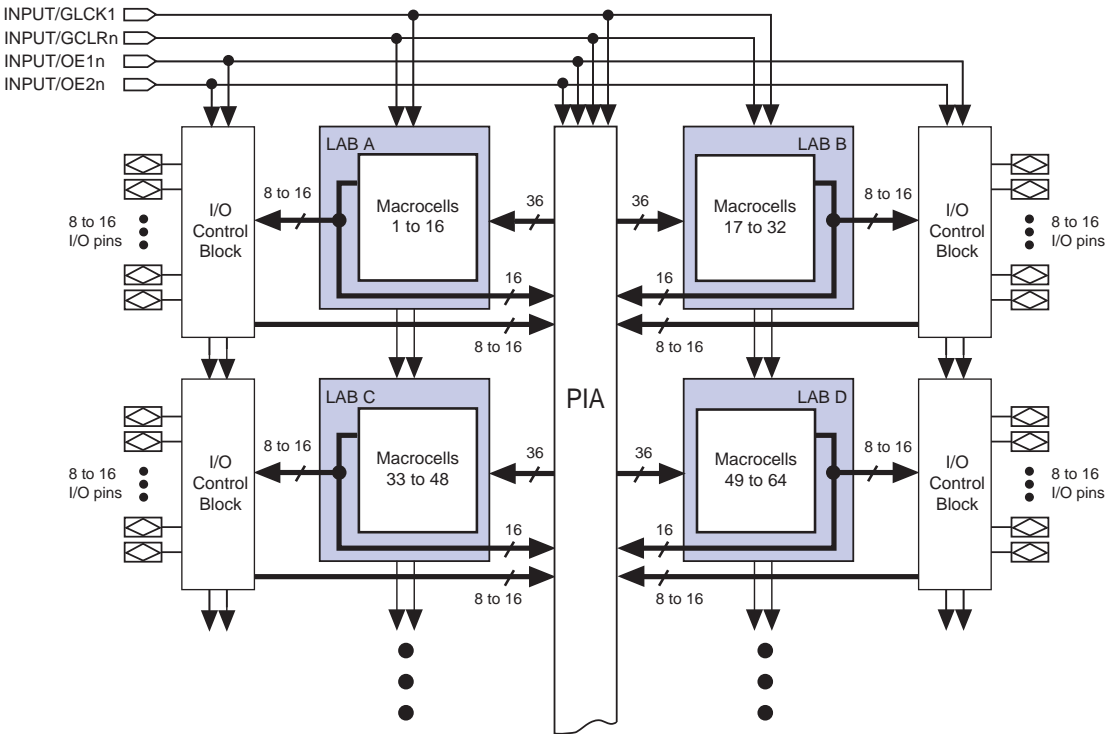 INPUT/GLCK1
INPUT/GCLRn
INPUT/OE1n
INPUT/OE2n
LAB A
LAB B
8 to 16
I/O pins
I/O
Control
Block
8 to 16
Macrocells
1 to 16
36
36
Macrocells
17 to 32
8 to 16
I/O
Control
Block
8 to 16
I/O pins
16
16
8 to 16
8 to 16
PIA
LAB C
LAB D
8 to 16
I/O pins
I/O
Control
Block
8 to 16
Macrocells
33 to 48
36
36
Macrocells
49 to 64
8 to 16
I/O
Control
Block
8 to 16
I/O pins
16
16
8 to 16
8 to 16